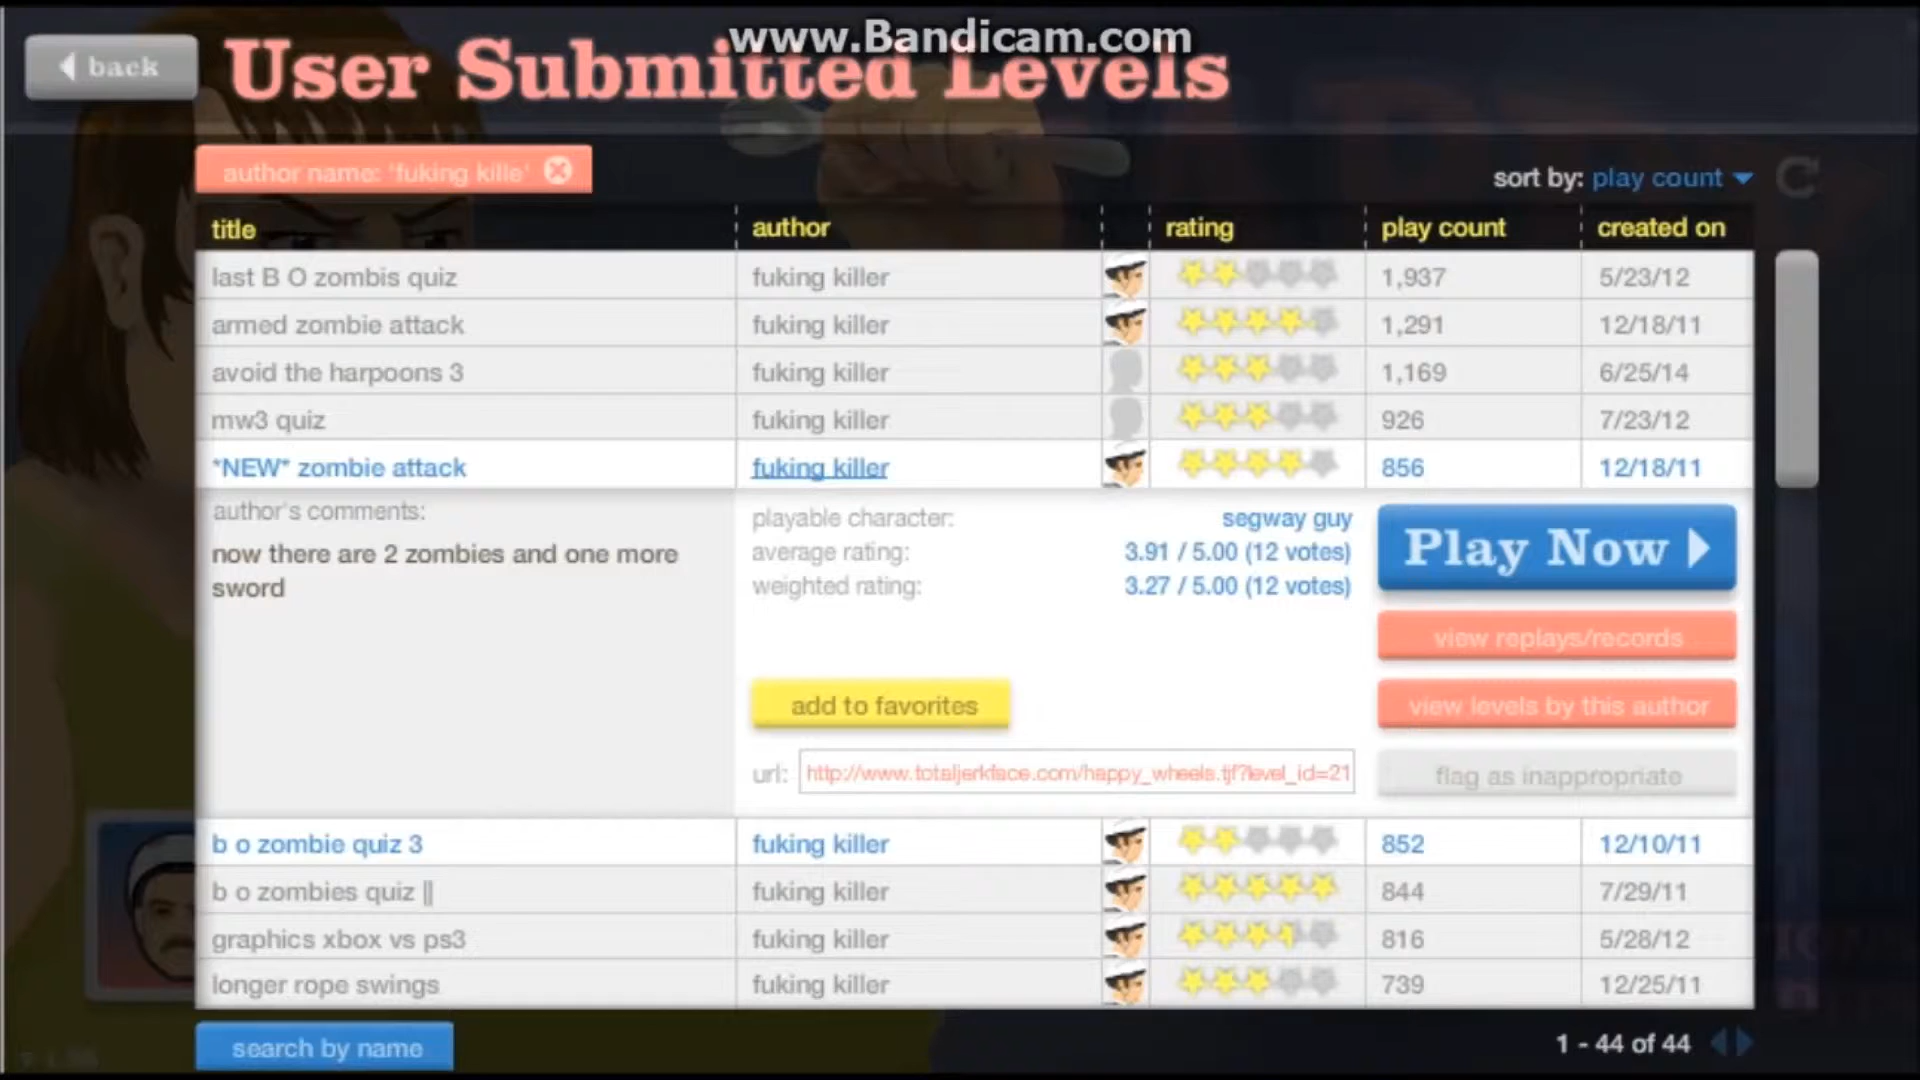 www.Bandicam.com
back
User Submitted Levels
author name: 'fuking kille'
sort by: play count
title author rating play count created on
last B O zombis quiz fuking killer 1,937 5/23/12
armed zombie attack fuking killer 1,291 12/18/11
avoid the harpoons 3 fuking killer 1,169 6/25/14
mw3 quiz fuking killer 926 7/23/12
*NEW* zombie attack fuking killer 856 12/18/11
author's comments:
now there are 2 zombies and one more
sword
playable character: segway guy
average rating: 3.91 / 5.00 (12 votes)
weighted rating: 3.27 / 5.00 (12 votes)
Play Now
view replays/records
add to favorites
view levels by this author
url: http://www.totaljerkface.com/happy_wheels.tjf?level_id=21
flag as inappropriate
b o zombie quiz 3 fuking killer 852 12/10/11
b o zombies quiz || fuking killer 844 7/29/11
graphics xbox vs ps3 fuking killer 816 5/28/12
longer rope swings fuking killer 739 12/25/11
search by name
1 - 44 of 44